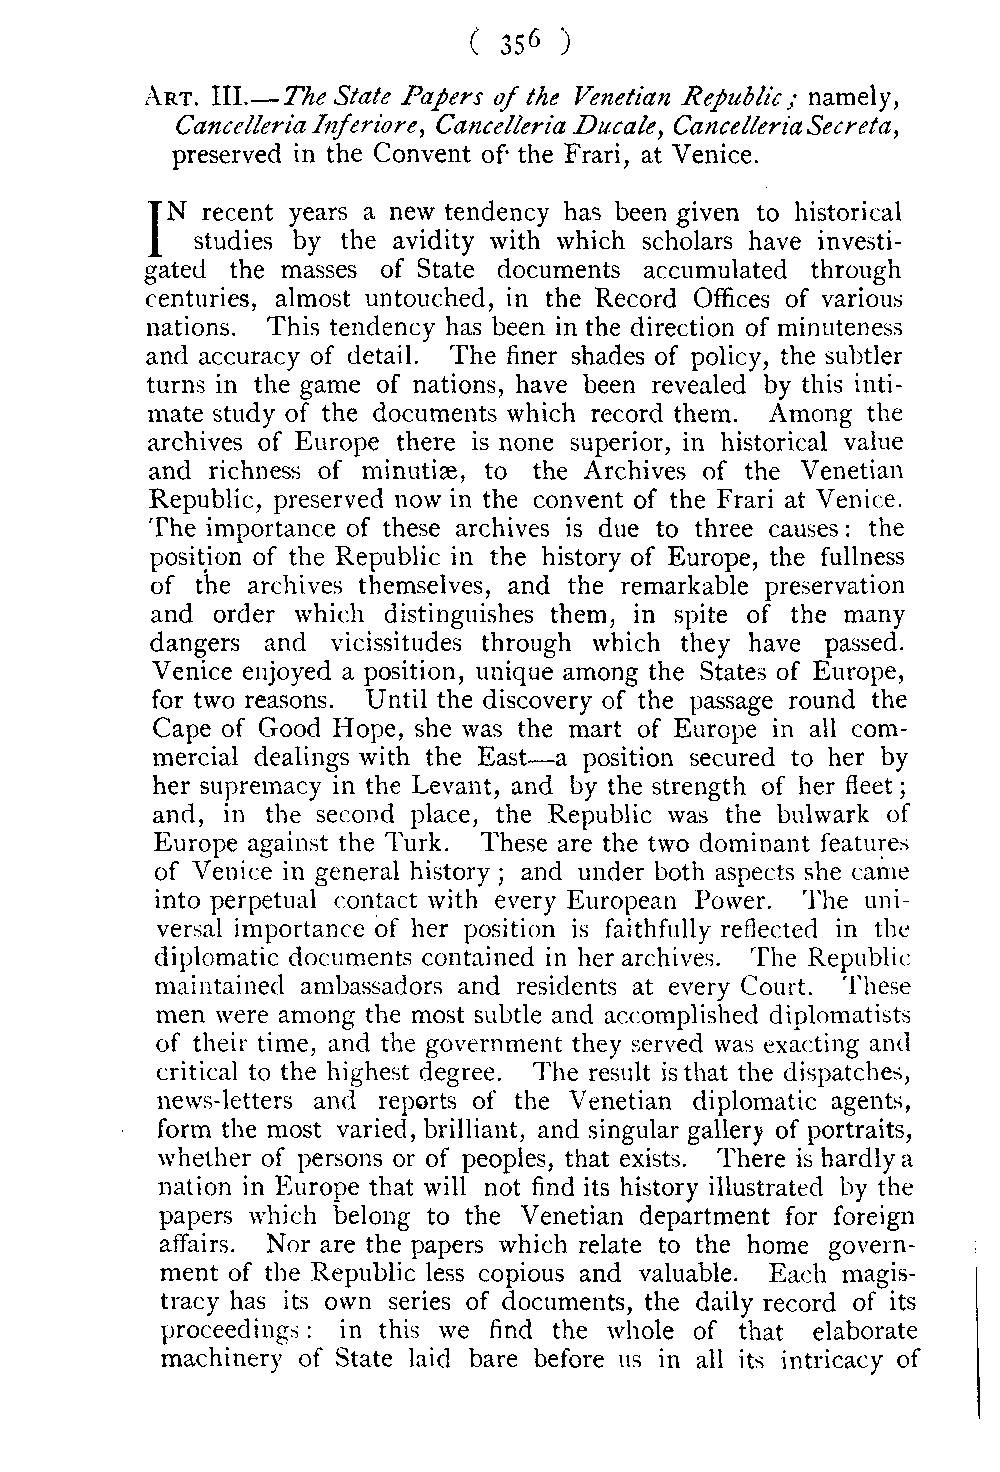 ( 356 )
ART. III.—The State Papers of the Venetian Republic; namely,
Cancelleria Inferiore, Cancelleria Ducale, Cancelleria Secreta,
preserved in the Convent of the Frari, at Venice.
IN recent years a new tendency has been given to historical
studies by the avidity with which scholars have investi-
gated the masses of State documents accumulated through
centuries, almost untouched, in the Record Offices of various
nations. This tendency has been in the direction of minuteness
and accuracy of detail. The finer shades of policy, the subtler
turns in the game of nations, have been revealed by this inti-
mate study of the documents which record them. Among the
archives of Europe there is none superior, in historical value
and richness of minutiæ, to the Archives of the Venetian
Republic, preserved now in the convent of the Frari at Venice.
The importance of these archives is due to three causes: the
position of the Republic in the history of Europe, the fullness
of the archives themselves, and the remarkable preservation
and order which distinguishes them, in spite of the many
dangers and vicissitudes through which they have passed.
Venice enjoyed a position, unique among the States of Europe,
for two reasons. Until the discovery of the passage round the
Cape of Good Hope, she was the mart of Europe in all com-
mercial dealings with the East—a position secured to her by
her supremacy in the Levant, and by the strength of her fleet;
and, in the second place, the Republic was the bulwark of
Europe against the Turk. These are the two dominant features
of Venice in general history; and under both aspects she came
into perpetual contact with every European Power. The uni-
versal importance of her position is faithfully reflected in the
diplomatic documents contained in her archives. The Republic
maintained ambassadors and residents at every Court. These
men were among the most subtle and accomplished diplomatists
of their time, and the government they served was exacting and
critical to the highest degree. The result is that the dispatches,
news-letters and reports of the Venetian diplomatic agents,
form the most varied, brilliant, and singular gallery of portraits,
whether of persons or of peoples, that exists. There is hardly a
nation in Europe that will not find its history illustrated by the
papers which belong to the Venetian department for foreign
affairs. Nor are the papers which relate to the home govern-
ment of the Republic less copious and valuable. Each magis-
tracy has its own series of documents, the daily record of its
proceedings: in this we find the whole of that elaborate
machinery of State laid bare before us in all its intricacy of